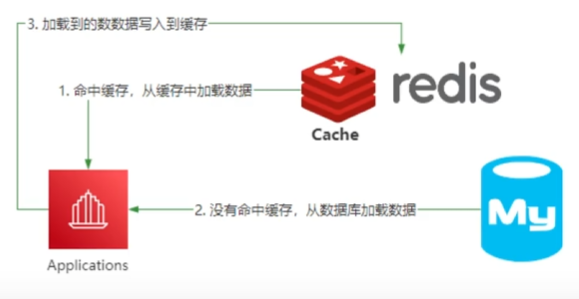 3. 加载到的数数据写入到缓存
1. 命中缓存，从缓存中加载数据
redis
Cache
2. 没有命中缓存，从数据库加载数据
My
Applications